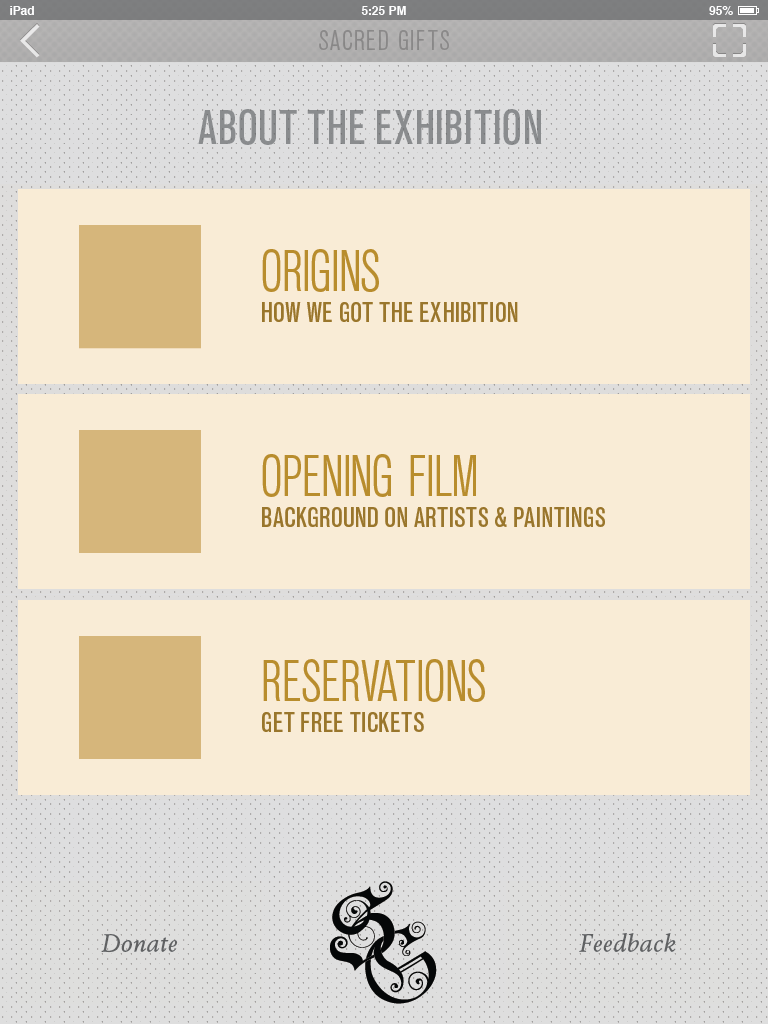 iPad 5:25 PM 95%
SACRED GIFTS
ABOUT THE EXHIBITION
ORIGINS
HOW WE GOT THE EXHIBITION
OPENING FILM
BACKGROUND ON ARTISTS & PAINTINGS
RESERVATIONS
GET FREE TICKETS
Donate Feedback